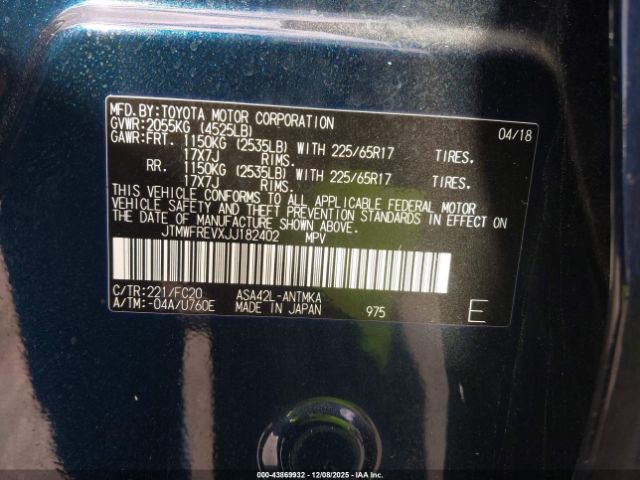 MFD.BY:TOYOTA MOTOR CORPORATION 04/18
GVWR:2055KG (4525LB)
GAWR:FRT. 1150KG (2535LB) WITH 225/65R17 TIRES.
17X7J RIMS.
RR. 1150KG (2535LB) WITH 225/65R17 TIRES.
17X7J RIMS.
THIS VEHICLE CONFORMS TO ALL APPLICABLE FEDERAL MOTOR
VEHICLE SAFETY AND THEFT PREVENTION STANDARDS IN
EFFECT ON THE DATE OF MANUFACTURE SHOWN ABOVE.
JTMWFREVXJJ182402 MPV
C/TR:221/FC20 ASA42L-ANTMKA
A/TM:-04A/U760E MADE IN JAPAN 975 E
000-43869932 - 12/08/2025 - IAA Inc.